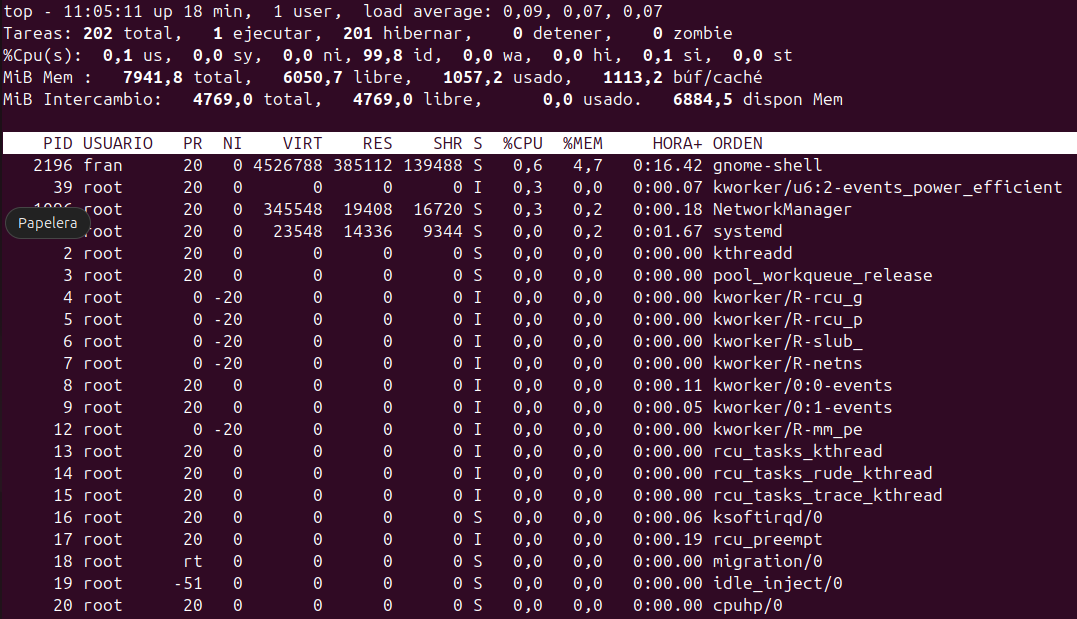 top - 11:05:11 up 18 min,  1 user,  load average: 0,09, 0,07, 0,07
Tareas: 202 total,   1 ejecutar, 201 hibernar,    0 detener,    0 zombie
%Cpu(s):  0,1 us,  0,0 sy,  0,0 ni, 99,8 id,  0,0 wa,  0,0 hi,  0,1 si,  0,0 st
MiB Mem :   7941,8 total,   6050,7 libre,   1057,2 usado,   1113,2 búf/caché
MiB Intercambio:   4769,0 total,   4769,0 libre,      0,0 usado.   6884,5 dispon Mem
PID USUARIO   PR  NI    VIRT    RES    SHR S  %CPU  %MEM     HORA+ ORDEN
2196 fran      20   0 4526788 385112 139488 S   0,6   4,7   0:16.42 gnome-shell
39 root      20   0       0      0      0 I   0,3   0,0   0:00.07 kworker/u6:2-events_power_efficient
root      20   0  345548  19408  16720 S   0,3   0,2   0:00.18 NetworkManager
Papelera
root      20   0   23548  14336   9344 S   0,0   0,2   0:01.67 systemd
2 root      20   0       0      0      0 S   0,0   0,0   0:00.00 kthreadd
3 root      20   0       0      0      0 S   0,0   0,0   0:00.00 pool_workqueue_release
4 root       0 -20       0      0      0 I   0,0   0,0   0:00.00 kworker/R-rcu_g
5 root       0 -20       0      0      0 I   0,0   0,0   0:00.00 kworker/R-rcu_p
6 root       0 -20       0      0      0 I   0,0   0,0   0:00.00 kworker/R-slub_
7 root       0 -20       0      0      0 I   0,0   0,0   0:00.00 kworker/R-netns
8 root      20   0       0      0      0 I   0,0   0,0   0:00.11 kworker/0:0-events
9 root      20   0       0      0      0 I   0,0   0,0   0:00.05 kworker/0:1-events
12 root       0 -20       0      0      0 I   0,0   0,0   0:00.00 kworker/R-mm_pe
13 root      20   0       0      0      0 I   0,0   0,0   0:00.00 rcu_tasks_kthread
14 root      20   0       0      0      0 I   0,0   0,0   0:00.00 rcu_tasks_rude_kthread
15 root      20   0       0      0      0 I   0,0   0,0   0:00.00 rcu_tasks_trace_kthread
16 root      20   0       0      0      0 S   0,0   0,0   0:00.06 ksoftirqd/0
17 root      20   0       0      0      0 I   0,0   0,0   0:00.19 rcu_preempt
18 root      rt   0       0      0      0 S   0,0   0,0   0:00.00 migration/0
19 root     -51   0       0      0      0 S   0,0   0,0   0:00.00 idle_inject/0
20 root      20   0       0      0      0 S   0,0   0,0   0:00.00 cpuhp/0